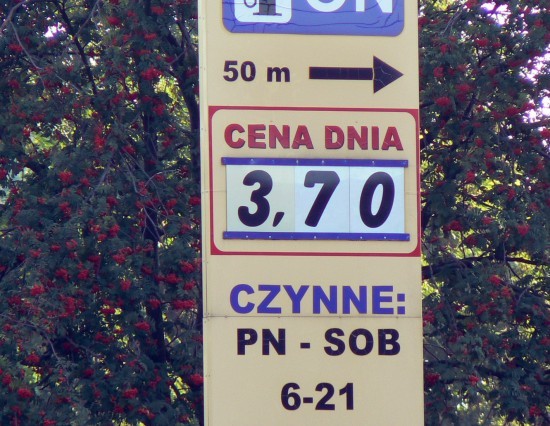 ON
50 m
CENA DNIA
3,70
CZYNNE:
PN - SOB
6-21